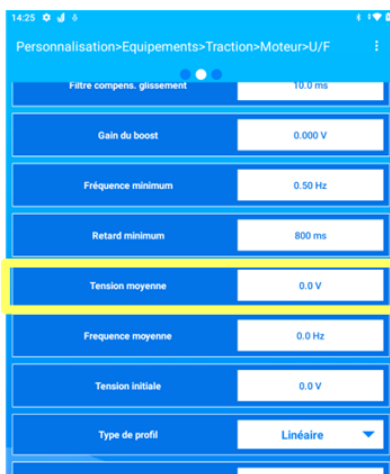 14:25
Personnalisation>Equipements>Traction>Moteur>U/F
Filtre compens. glissement 10.0 ms
Gain du boost 0.000 V
Fréquence minimum 0.50 Hz
Retard minimum 800 ms
Tension moyenne 0.0 V
Frequence moyenne 0.0 Hz
Tension initiale 0.0 V
Type de profil Linéaire